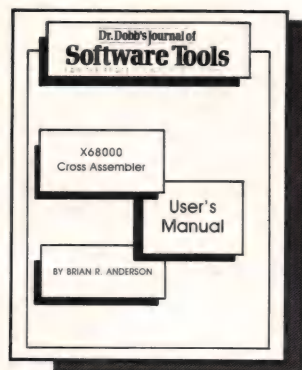 Dr. Dobb's Journal of
Software Tools
X68000
Cross Assembler
User's
Manual
BY BRIAN R. ANDERSON